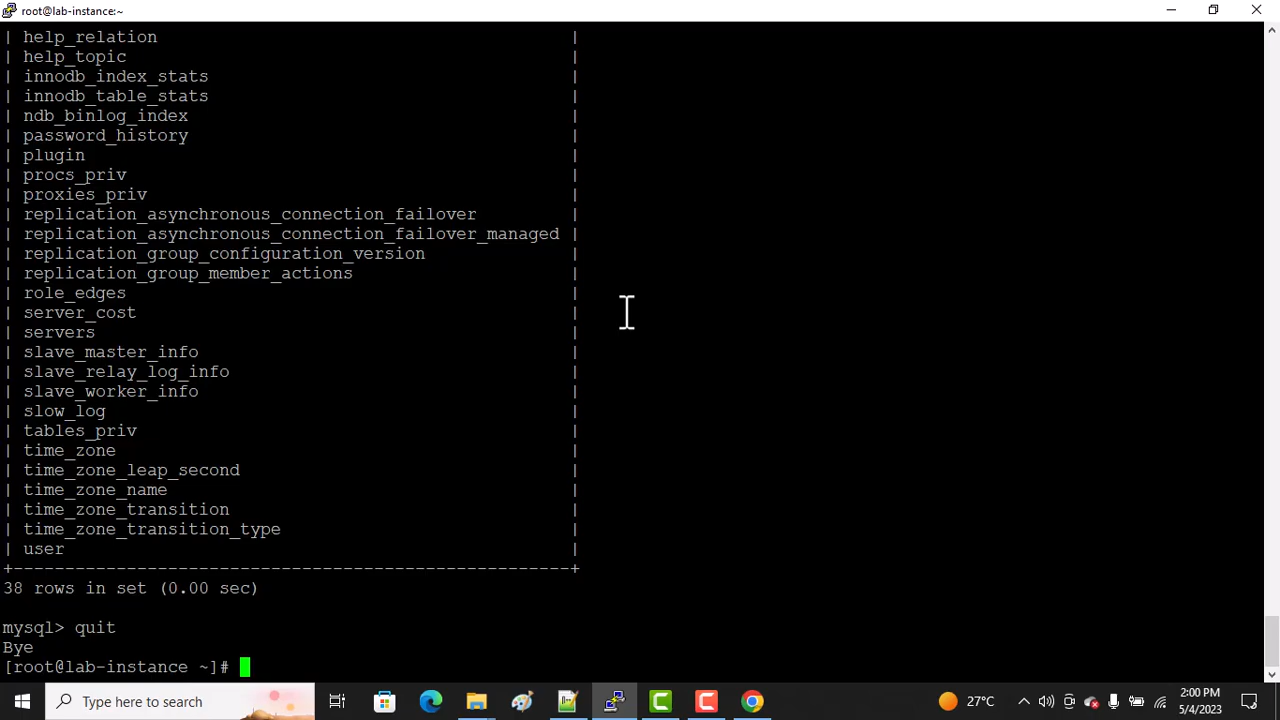 root@lab-instance:~
| help_relation |
| help_topic |
| innodb_index_stats |
| innodb_table_stats |
| ndb_binlog_index |
| password_history |
| plugin |
| procs_priv |
| proxies_priv |
| replication_asynchronous_connection_failover |
| replication_asynchronous_connection_failover_managed |
| replication_group_configuration_version |
| replication_group_member_actions |
| role_edges |
| server_cost |
| servers |
| slave_master_info |
| slave_relay_log_info |
| slave_worker_info |
| slow_log |
| tables_priv |
| time_zone |
| time_zone_leap_second |
| time_zone_name |
| time_zone_transition |
| time_zone_transition_type |
| user |
+------------------------------------------------------+
38 rows in set (0.00 sec)
mysql> quit
Bye
[root@lab-instance ~]#
Type here to search
27°C
2:00 PM
5/4/2023